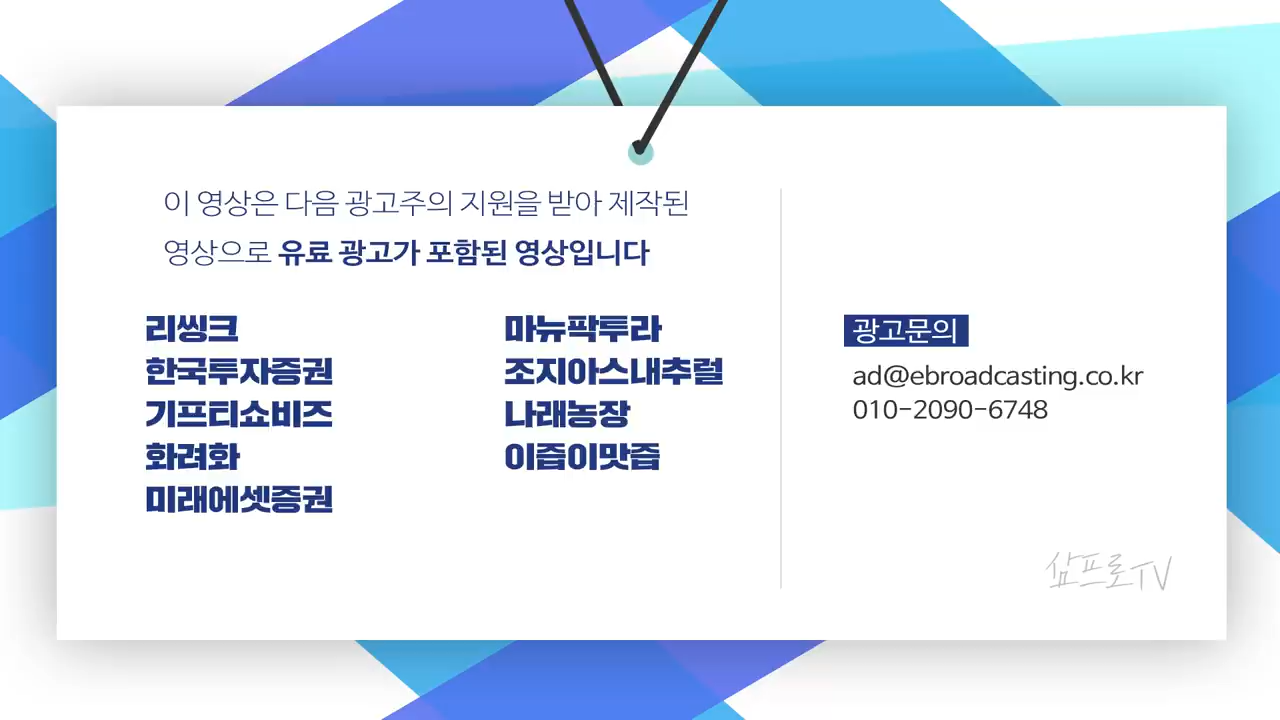 이 영상은 다음 광고주의 지원을 받아 제작된
영상으로 유료 광고가 포함된 영상입니다
리씽크
한국투자증권
기프티쇼비즈
화려화
미래에셋증권
마뉴팍투라
조지아스내추럴
나래농장
이즙이맛즙
광고문의
ad@ebroadcasting.co.kr
010-2090-6748
삼프로TV